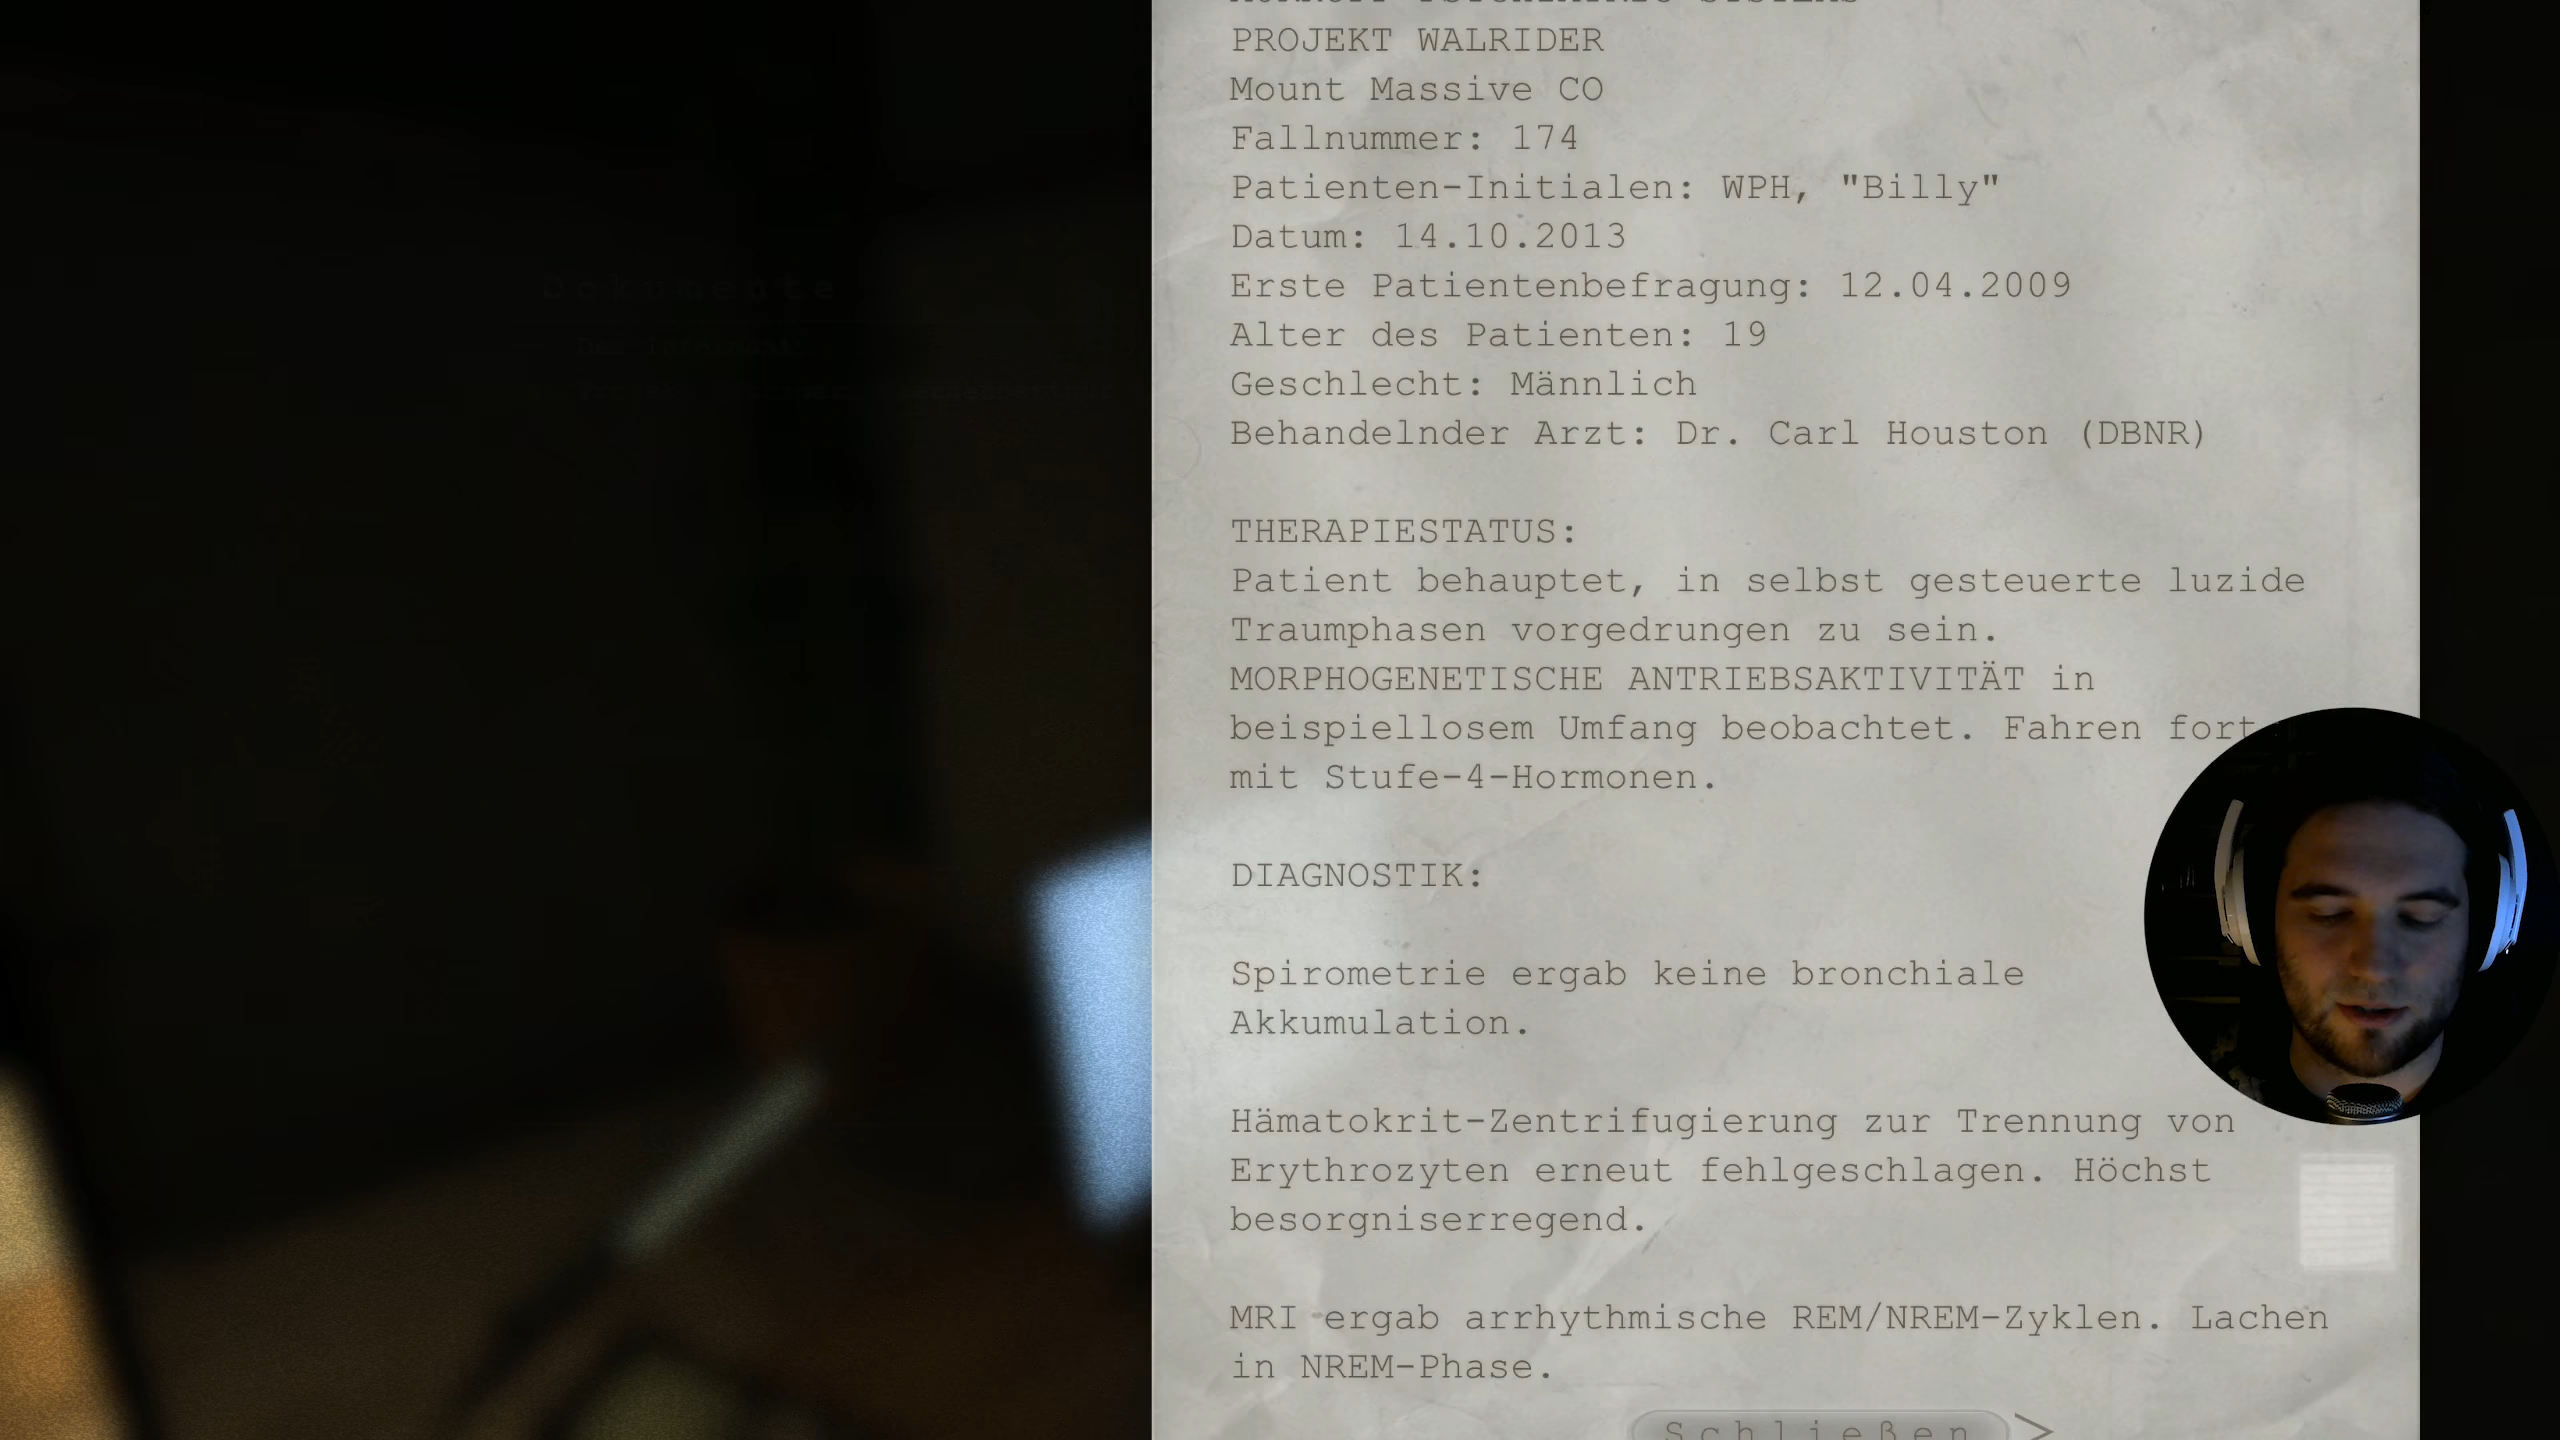 PROJEKT WALRIDER
Mount Massive CO
Fallnummer: 174
Patienten-Initialen: WPH, "Billy"
Datum: 14.10.2013
Erste Patientenbefragung: 12.04.2009
Alter des Patienten: 19
Geschlecht: Männlich
Behandelnder Arzt: Dr. Carl Houston (DBNR)
THERAPIESTATUS:
Patient behauptet, in selbst gesteuerte luzide
Traumphasen vorgedrungen zu sein.
MORPHOGENETISCHE ANTRIEBSAKTIVITÄT in
beispiellosem Umfang beobachtet. Fahren fort
mit Stufe-4-Hormonen.
DIAGNOSTIK:
Spirometrie ergab keine bronchiale
Akkumulation.
Hämatokrit-Zentrifugierung zur Trennung von
Erythrozyten erneut fehlgeschlagen. Höchst
besorgniserregend.
MRI ergab arrhythmische REM/NREM-Zyklen. Lachen
in NREM-Phase.
Schließen >
Dokumente